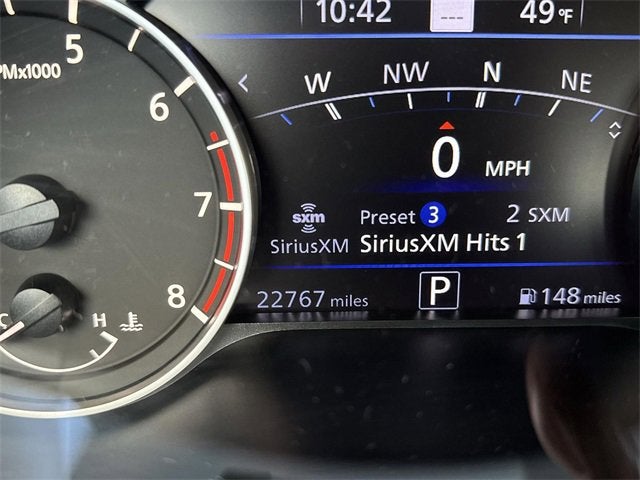 10:42 --- 49°F
5
PMx1000
6
7
8
C H
W NW N NE
0 MPH
sxm Preset 3 2 SXM
SiriusXM SiriusXM Hits 1
22767 miles P 148 miles